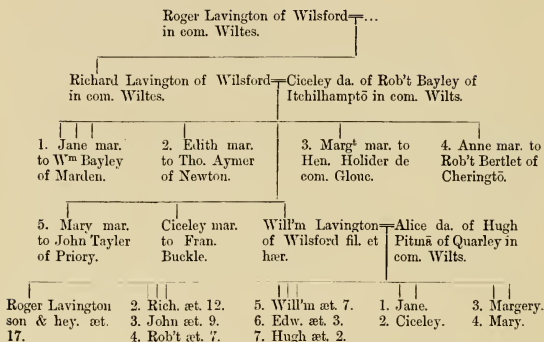 Roger Lavington of Wilsford=...
in com. Wiltes.
Richard Lavington of Wilsford=Ciceley da. of Rob't Bayley of
in com. Wiltes. Itchilhamptō in com. Wilts.
1. Jane mar.
to Wᵐ Bayley
of Marden.
2. Edith mar.
to Tho. Aymer
of Newton.
3. Margᵗ mar. to
Hen. Holider de
com. Glouc.
4. Anne mar. to
Rob't Bertlet of
Cheringtō.
5. Mary mar.
to John Tayler
of Priory.
Ciceley mar.
to Fran.
Buckle.
Will'm Lavington=Alice da. of Hugh
of Wilsford fil. et Pitmā of Quarley in
hær. com. Wilts.
Roger Lavington
son & hey. æt.
17.
2. Rich. æt. 12.
3. John æt. 9.
4. Rob't æt. 7.
5. Will'm æt. 7.
6. Edw. æt. 3.
7. Hugh æt. 2.
1. Jane.
2. Ciceley.
3. Margery.
4. Mary.